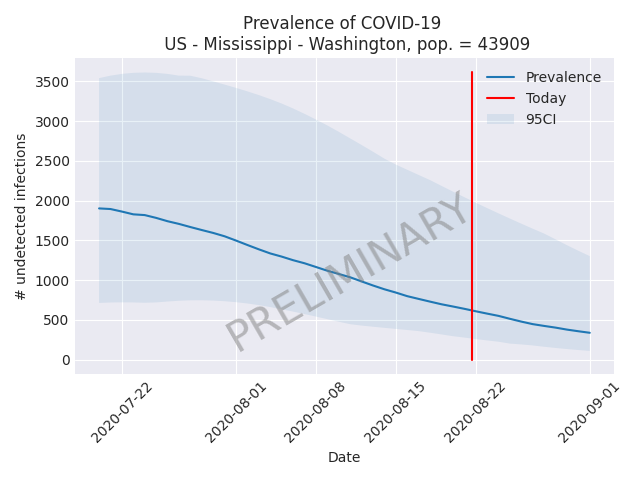 Prevalence of COVID-19
US - Mississippi - Washington, pop. = 43909
# undetected infections
3500
3000
2500
2000
1500
1000
500
0
Prevalence
Today
95CI
PRELIMINARY
2020-07-22
2020-08-01
2020-08-08
2020-08-15
2020-08-22
2020-09-01
Date